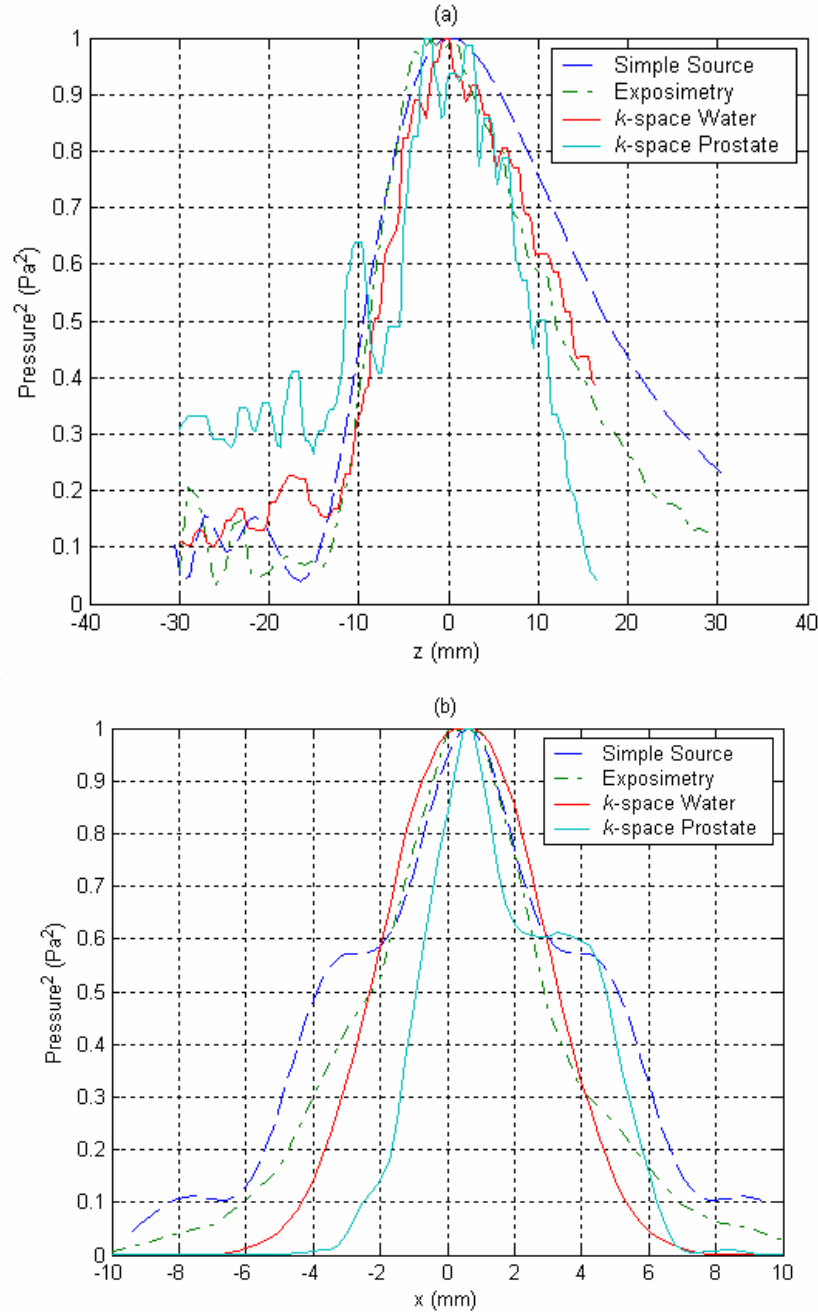 (a)
1
0.9
0.8
0.7
0.6
0.5
0.4
0.3
0.2
0.1
0
Pressure² (Pa²)
Simple Source
Exposimetry
k-space Water
k-space Prostate
-40 -30 -20 -10 0 10 20 30 40
z (mm)
(b)
1
0.9
0.8
0.7
0.6
0.5
0.4
0.3
0.2
0.1
0
Pressure² (Pa²)
Simple Source
Exposimetry
k-space Water
k-space Prostate
-10 -8 -6 -4 -2 0 2 4 6 8 10
x (mm)